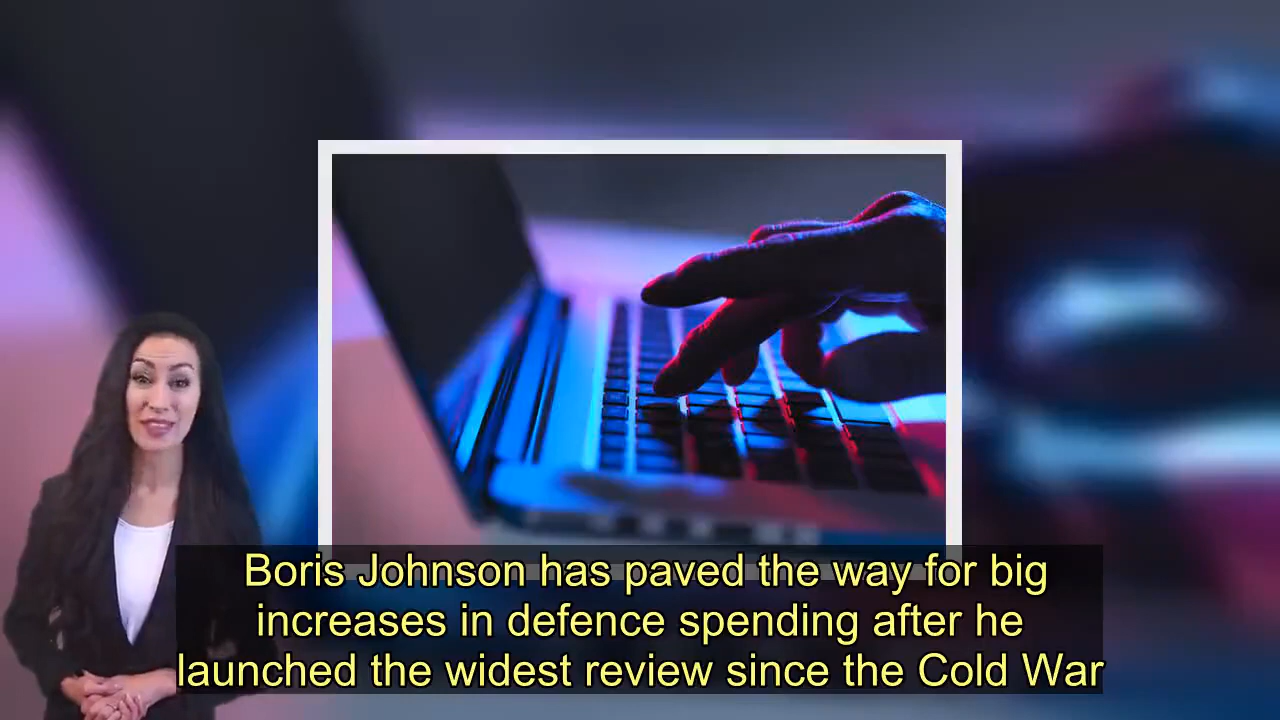 Boris Johnson has paved the way for big
increases in defence spending after he
launched the widest review since the Cold War